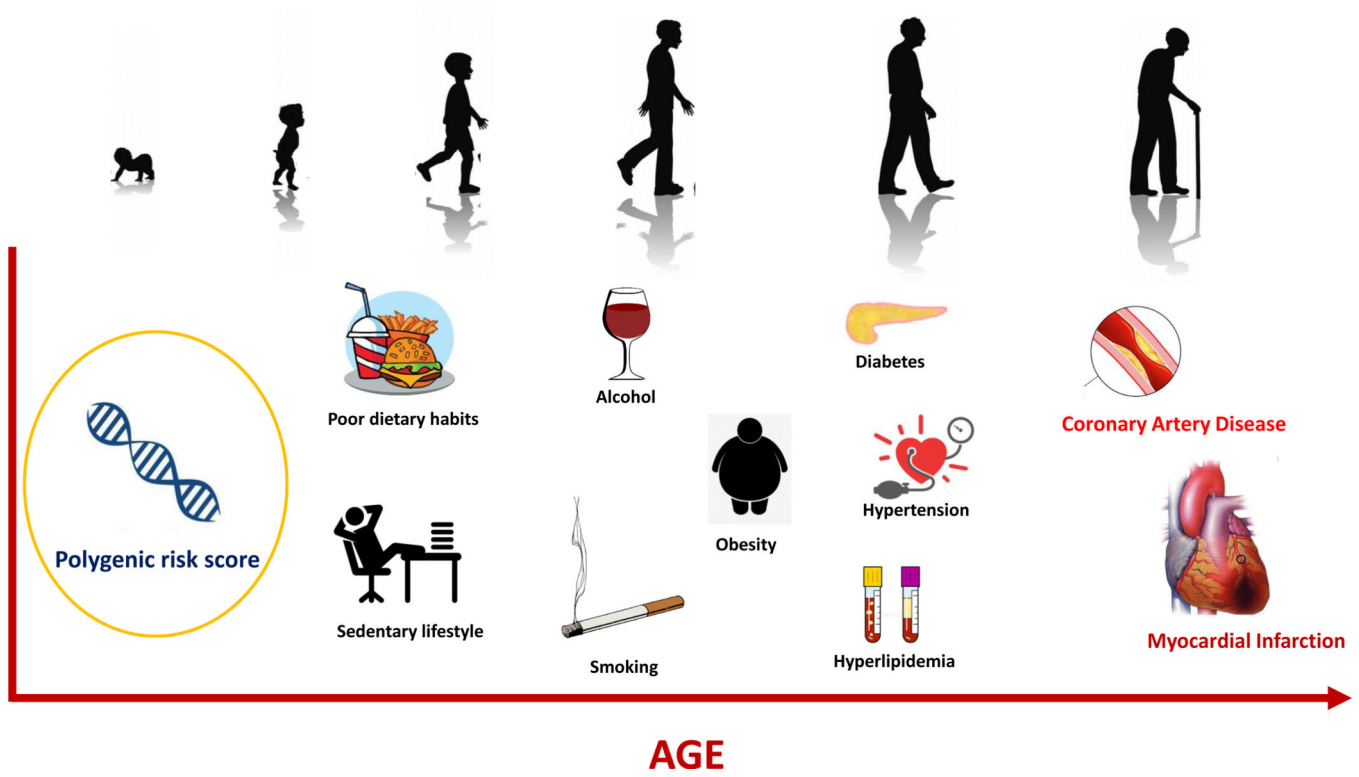 Poor dietary habits
Alcohol
Diabetes
Coronary Artery Disease
Polygenic risk score
Obesity
Hypertension
Sedentary lifestyle
Smoking
Hyperlipidemia
Myocardial Infarction
AGE